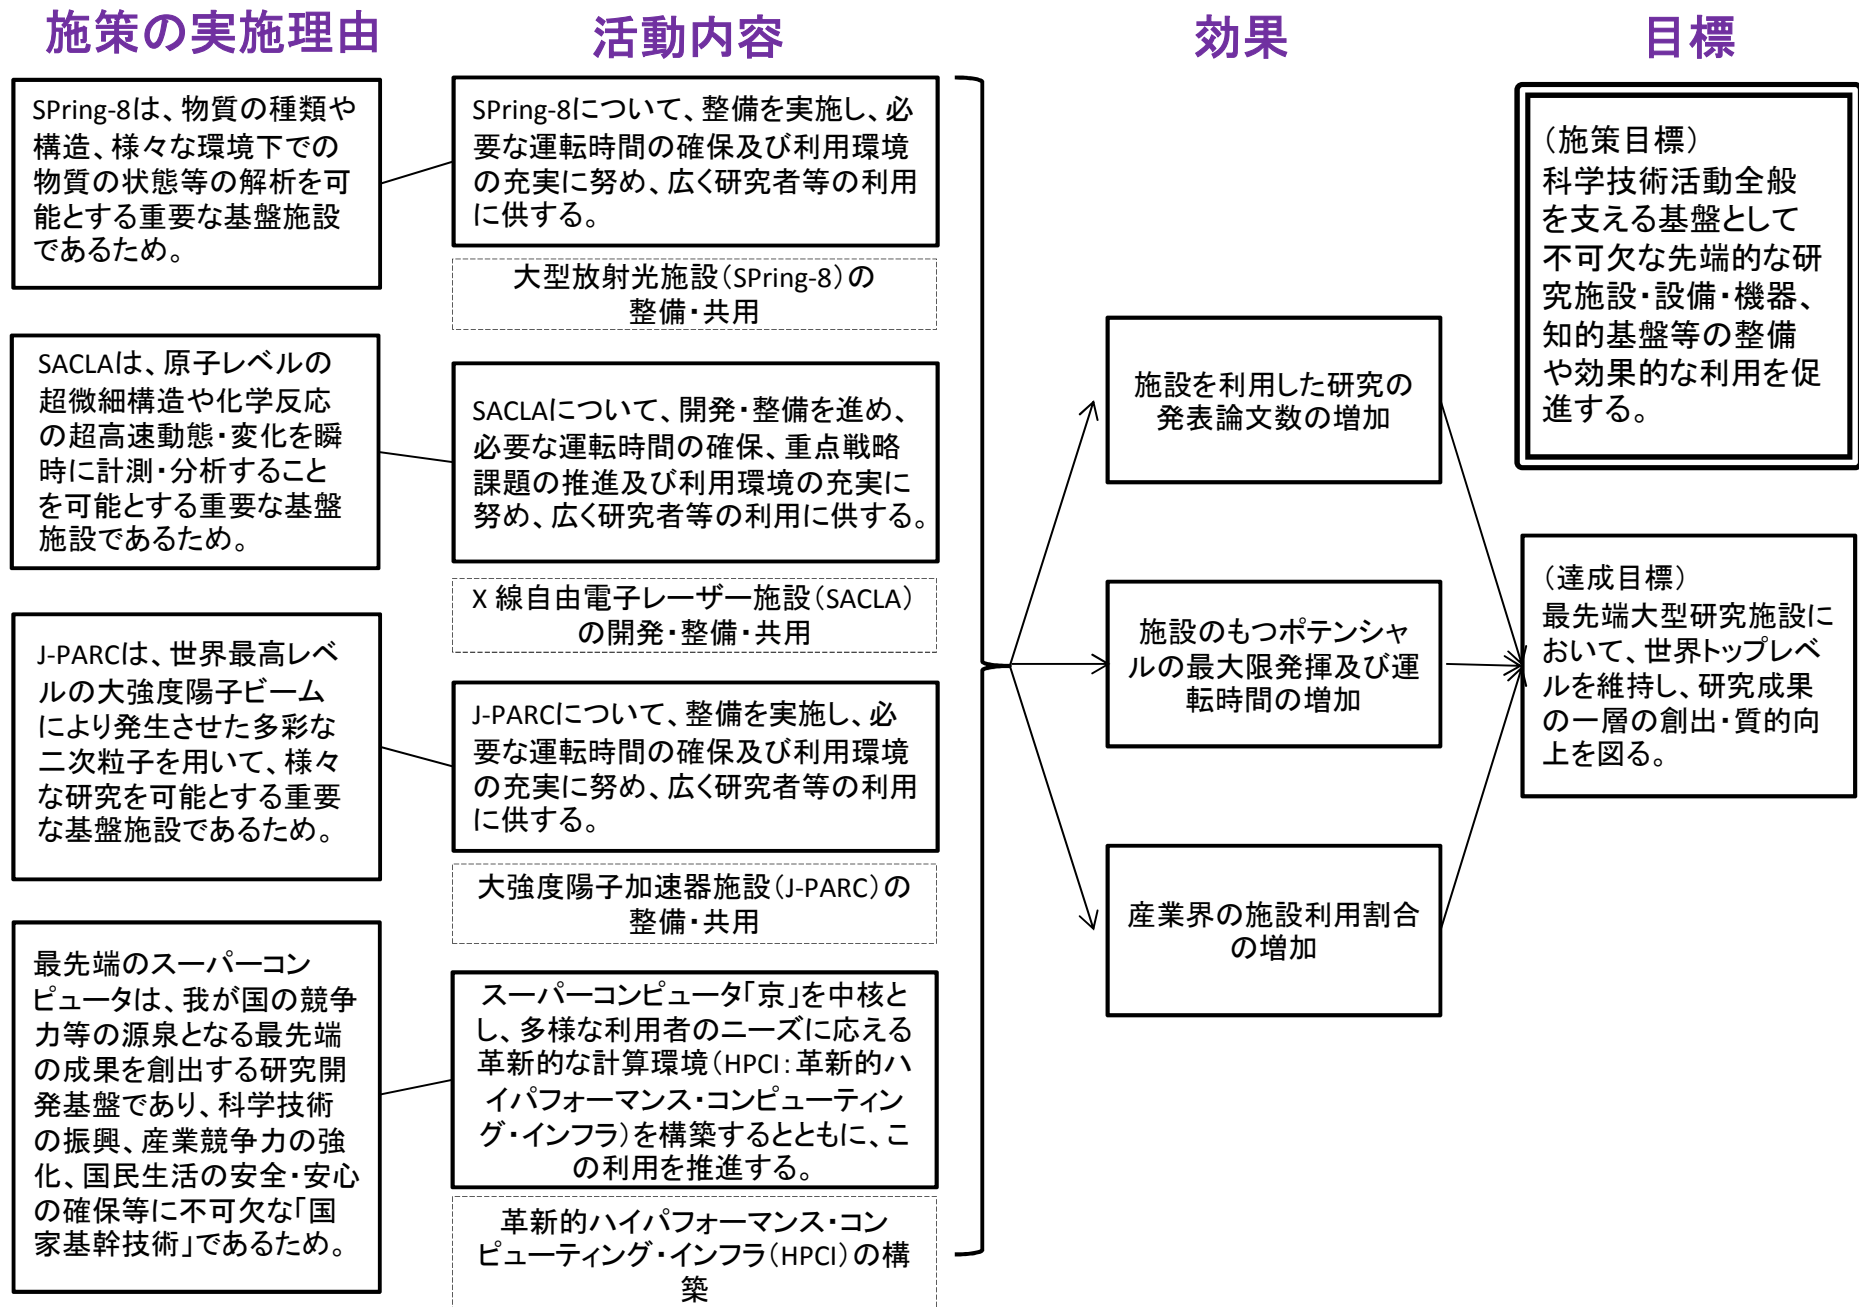 施策の実施理由
活動内容
効果
目標
SPring-8は、物質の種類や
構造、様々な環境下での
物質の状態等の解析を可
能とする重要な基盤施設
であるため。
SACLAは、原子レベルの
超微細構造や化学反応
の超高速動態・変化を瞬
時に計測・分析すること
を可能とする重要な基盤
施設であるため。
J-PARCは、世界最高レベ
ルの大強度陽子ビーム
により発生させた多彩な
二次粒子を用いて、様々
な研究を可能とする重要
な基盤施設であるため。
最先端のスーパーコン
ピュータは、我が国の競争
力等の源泉となる最先端
の成果を創出する研究開
発基盤であり、科学技術
の振興、産業競争力の強
化、国民生活の安全・安心
の確保等に不可欠な「国
家基幹技術」であるため。
SPring-8について、整備を実施し、必
要な運転時間の確保及び利用環境
の充実に努め、広く研究者等の利用
に供する。
大型放射光施設(SPring-8)の
整備・共用
SACLAについて、開発・整備を進め、
必要な運転時間の確保、重点戦略
課題の推進及び利用環境の充実に
努め、広く研究者等の利用に供する。
X 線自由電子レーザー施設(SACLA)
の開発・整備・共用
J-PARCについて、整備を実施し、必
要な運転時間の確保及び利用環境
の充実に努め、広く研究者等の利用
に供する。
大強度陽子加速器施設(J-PARC)の
整備・共用
スーパーコンピュータ「京」を中核と
し、多様な利用者のニーズに応える
革新的な計算環境(HPCI:革新的ハ
イパフォーマンス・コンピューティン
グ・インフラ)を構築するとともに、こ
の利用を推進する。
革新的ハイパフォーマンス・コン
ピューティング・インフラ(HPCI)の構
築
施設を利用した研究の
発表論文数の増加
施設のもつポテンシャ
ルの最大限発揮及び運
転時間の増加
産業界の施設利用割合
の増加
(施策目標)
科学技術活動全般
を支える基盤として
不可欠な先端的な研
究施設・設備・機器、
知的基盤等の整備
や効果的な利用を促
進する。
(達成目標)
最先端大型研究施設に
おいて、世界トップレベ
ルを維持し、研究成果
の一層の創出・質的向
上を図る。